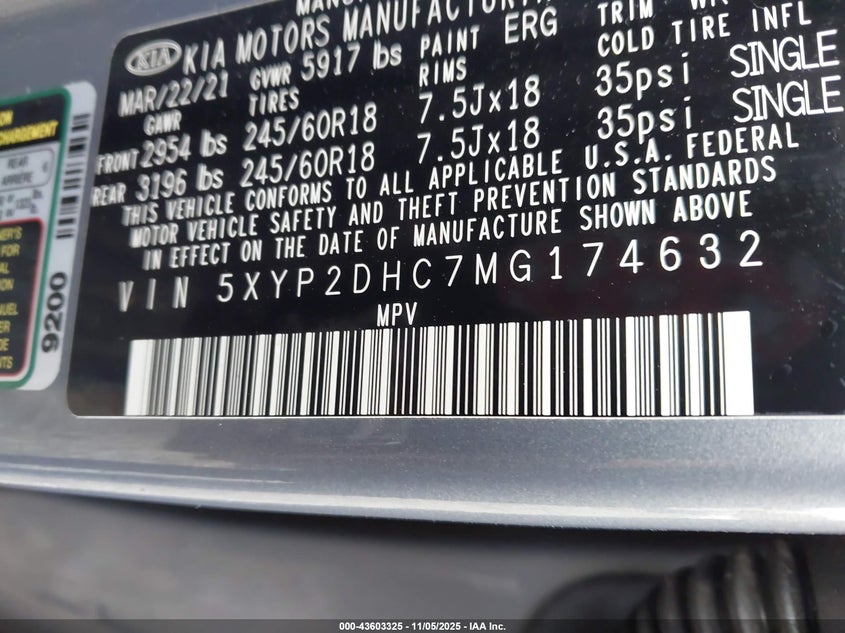 KIA KIA MOTORS MANUFACTURI
MAR/22/21 GVWR 5917 lbs PAINT ERG TRIM
GAWR TIRES RIMS COLD TIRE INFL
FRONT 2954 lbs 245/60R18 7.5Jx18 35psi SINGLE
REAR 3196 lbs 245/60R18 7.5Jx18 35psi SINGLE
THIS VEHICLE CONFORMS TO ALL APPLICABLE U.S.A. FEDERAL
MOTOR VEHICLE SAFETY AND THEFT PREVENTION STANDARDS
IN EFFECT ON THE DATE OF MANUFACTURE SHOWN ABOVE
VIN 5XYP2DHC7MG174632
MPV
REAR
ARRIERE
9200
000-43603325 - 11/05/2025 - IAA Inc.